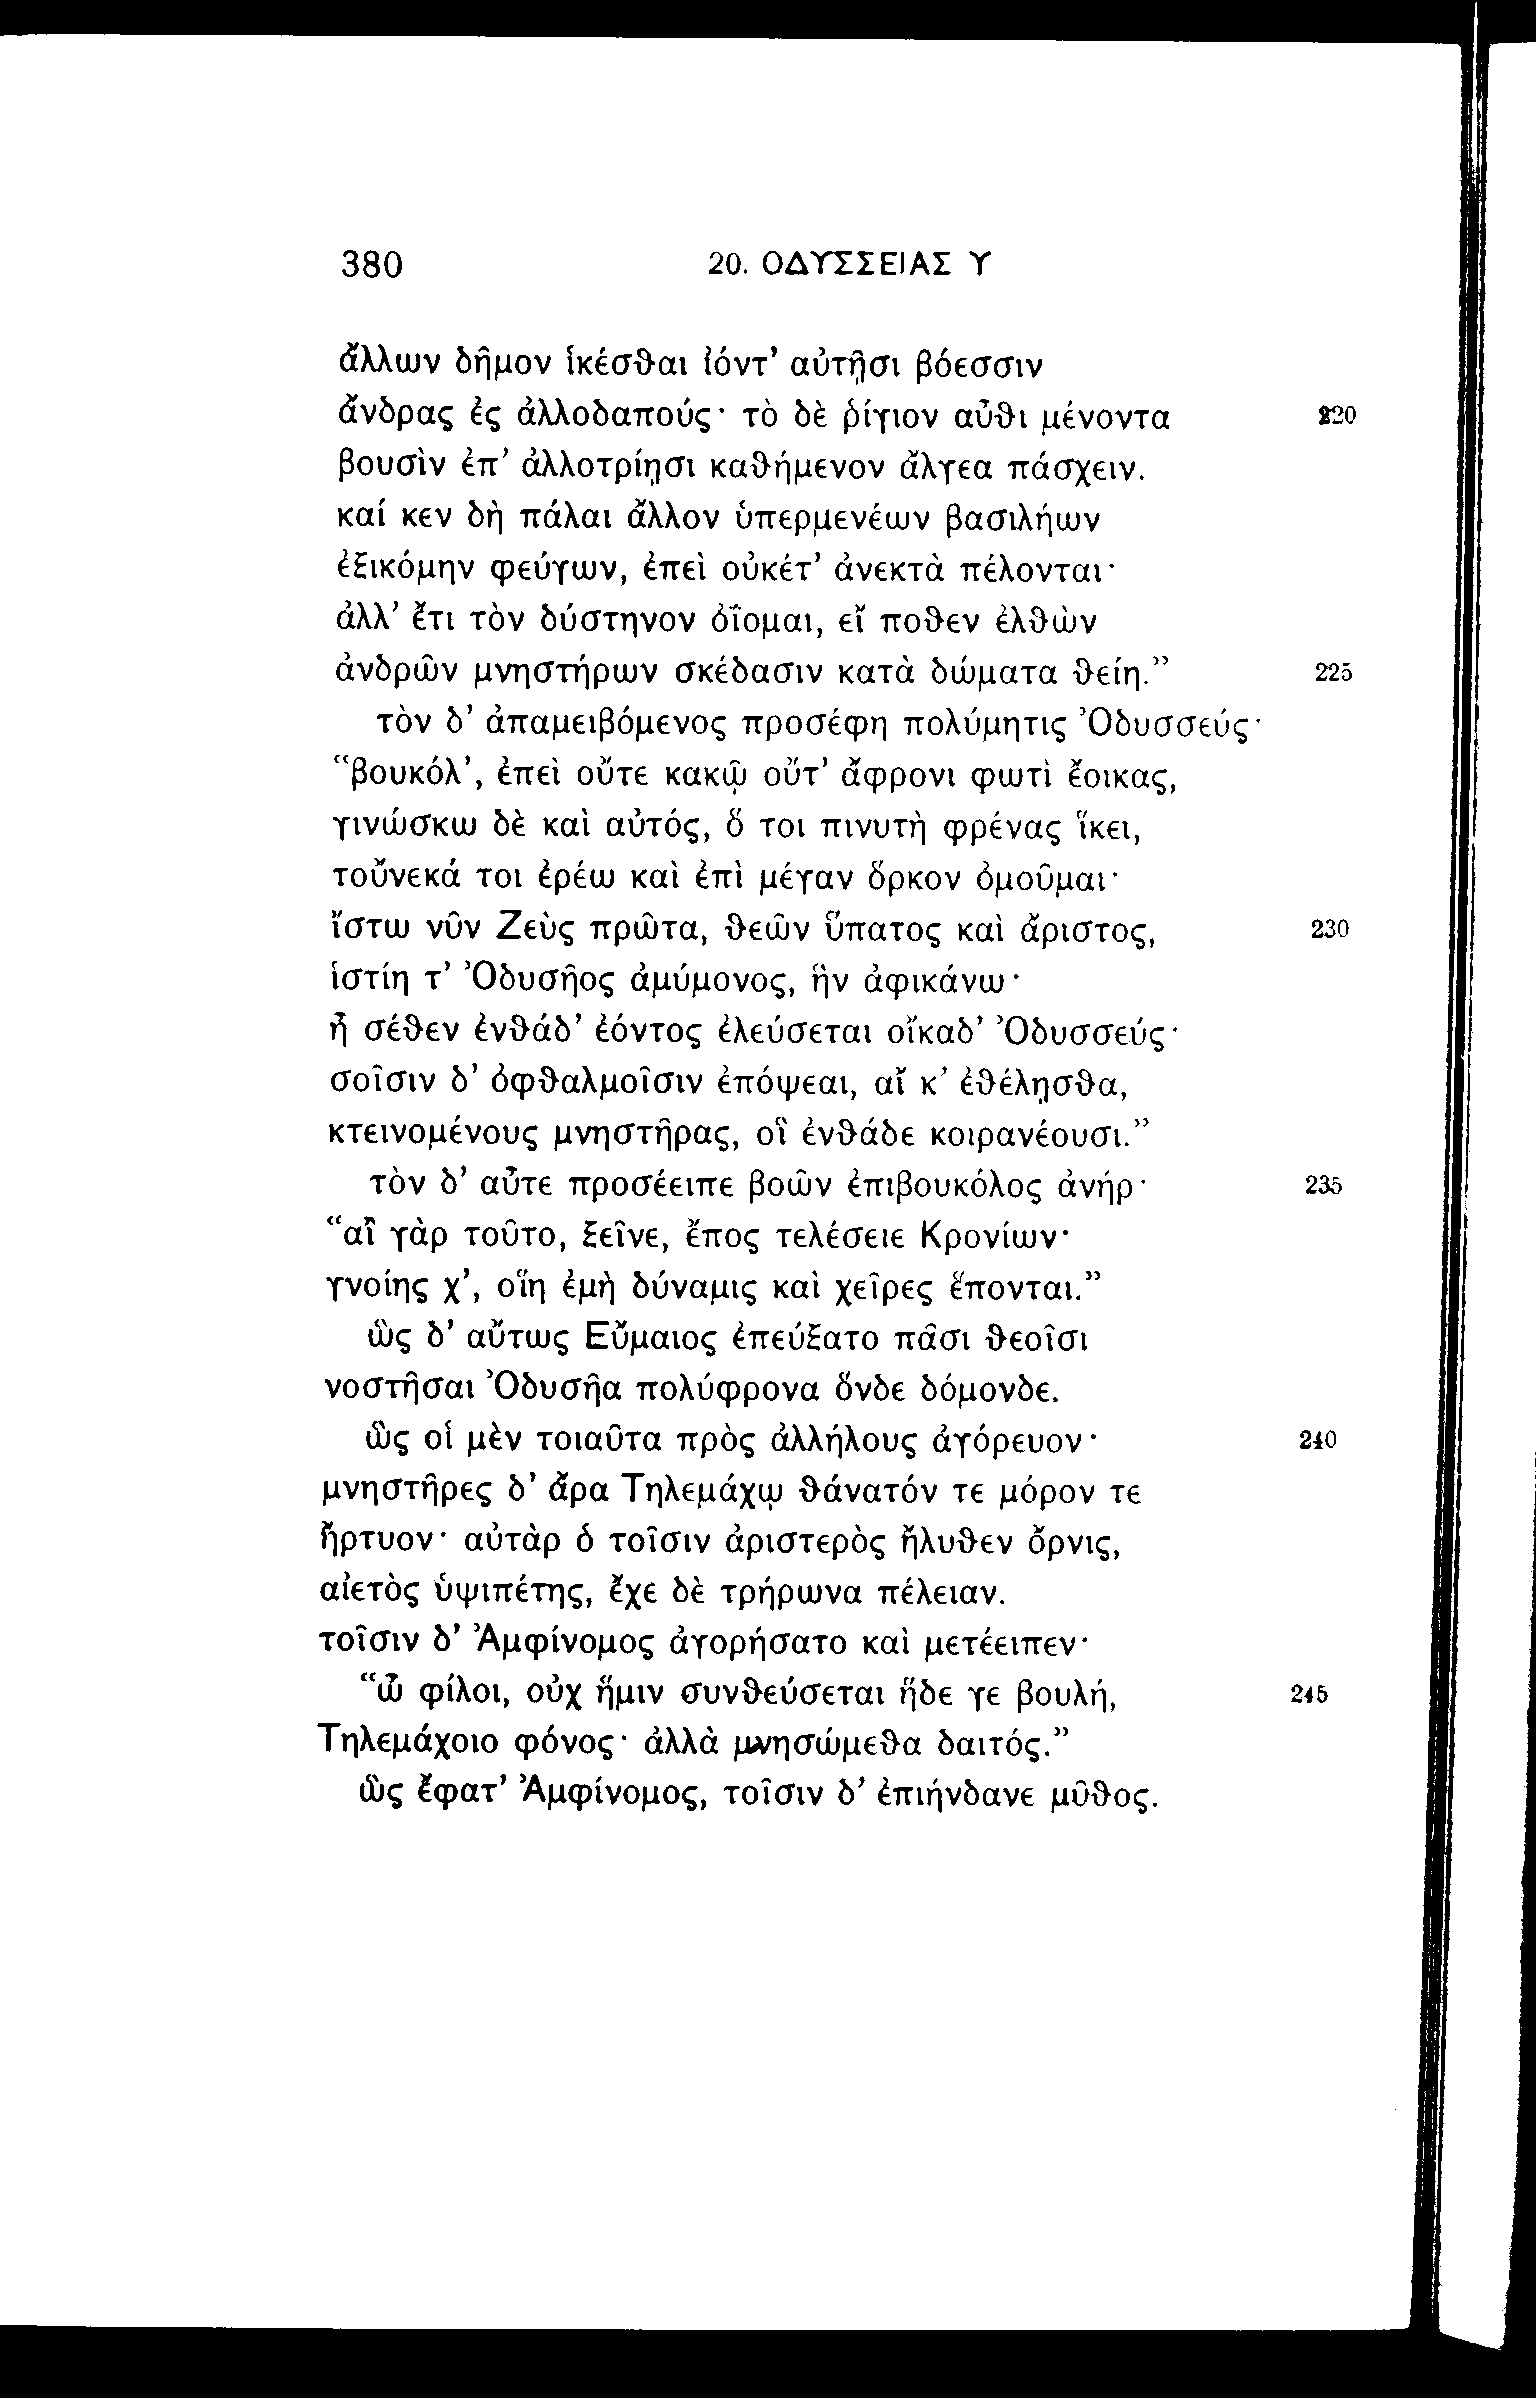 380 20. ΟΔΥΣΣΕΙΑΣ Υ
ἄλλων δῆμον ἱκέσθαι ἰόντ’ αὐτῇσι βόεσσιν
ἄνδρας ἐς ἀλλοδαπούς· τὸ δὲ ῥίγιον αὖθι μένοντα 220
βουσὶν ἐπ’ ἀλλοτρίῃσι καθήμενον ἄλγεα πάσχειν.
καί κεν δὴ πάλαι ἄλλον ὑπερμενέων βασιλήων
ἐξικόμην φεύγων, ἐπεὶ οὐκέτ’ ἀνεκτὰ πέλονται·
ἀλλ’ ἔτι τὸν δύστηνον ὀΐομαι, εἴ ποθεν ἐλθὼν
ἀνδρῶν μνηστήρων σκέδασιν κατὰ δώματα θείη.” 225
τὸν δ’ ἀπαμειβόμενος προσέφη πολύμητις Ὀδυσσεύς·
“βουκόλ’, ἐπεὶ οὔτε κακῷ οὔτ’ ἄφρονι φωτὶ ἔοικας,
γινώσκω δὲ καὶ αὐτός, ὅ τοι πινυτὴ φρένας ἵκει,
τοὔνεκά τοι ἐρέω καὶ ἐπὶ μέγαν ὅρκον ὀμοῦμαι·
ἴστω νῦν Ζεὺς πρῶτα, θεῶν ὕπατος καὶ ἄριστος, 230
ἱστίη τ’ Ὀδυσῆος ἀμύμονος, ἣν ἀφικάνω·
ἦ σέθεν ἐνθάδ’ ἐόντος ἐλεύσεται οἴκαδ’ Ὀδυσσεύς·
σοῖσιν δ’ ὀφθαλμοῖσιν ἐπόψεαι, αἴ κ’ ἐθέλῃσθα,
κτεινομένους μνηστῆρας, οἳ ἐνθάδε κοιρανέουσι.”
τὸν δ’ αὖτε προσέειπε βοῶν ἐπιβουκόλος ἀνήρ· 235
“αἲ γὰρ τοῦτο, ξεῖνε, ἔπος τελέσειε Κρονίων·
γνοίης χ’, οἵη ἐμὴ δύναμις καὶ χεῖρες ἕπονται.”
ὣς δ’ αὔτως Εὔμαιος ἐπεύξατο πᾶσι θεοῖσι
νοστῆσαι Ὀδυσῆα πολύφρονα ὅνδε δόμονδε.
ὣς οἱ μὲν τοιαῦτα πρὸς ἀλλήλους ἀγόρευον· 240
μνηστῆρες δ’ ἄρα Τηλεμάχῳ θάνατόν τε μόρον τε
ἤρτυον· αὐτὰρ ὁ τοῖσιν ἀριστερὸς ἤλυθεν ὄρνις,
αἰετὸς ὑψιπέτης, ἔχε δὲ τρήρωνα πέλειαν.
τοῖσιν δ’ Ἀμφίνομος ἀγορήσατο καὶ μετέειπεν·
“ὦ φίλοι, οὐχ ἥμιν συνθεύσεται ἥδε γε βουλή, 245
Τηλεμάχοιο φόνος· ἀλλὰ μνησώμεθα δαιτός.”
ὣς ἔφατ’ Ἀμφίνομος, τοῖσιν δ’ ἐπιήνδανε μῦθος.